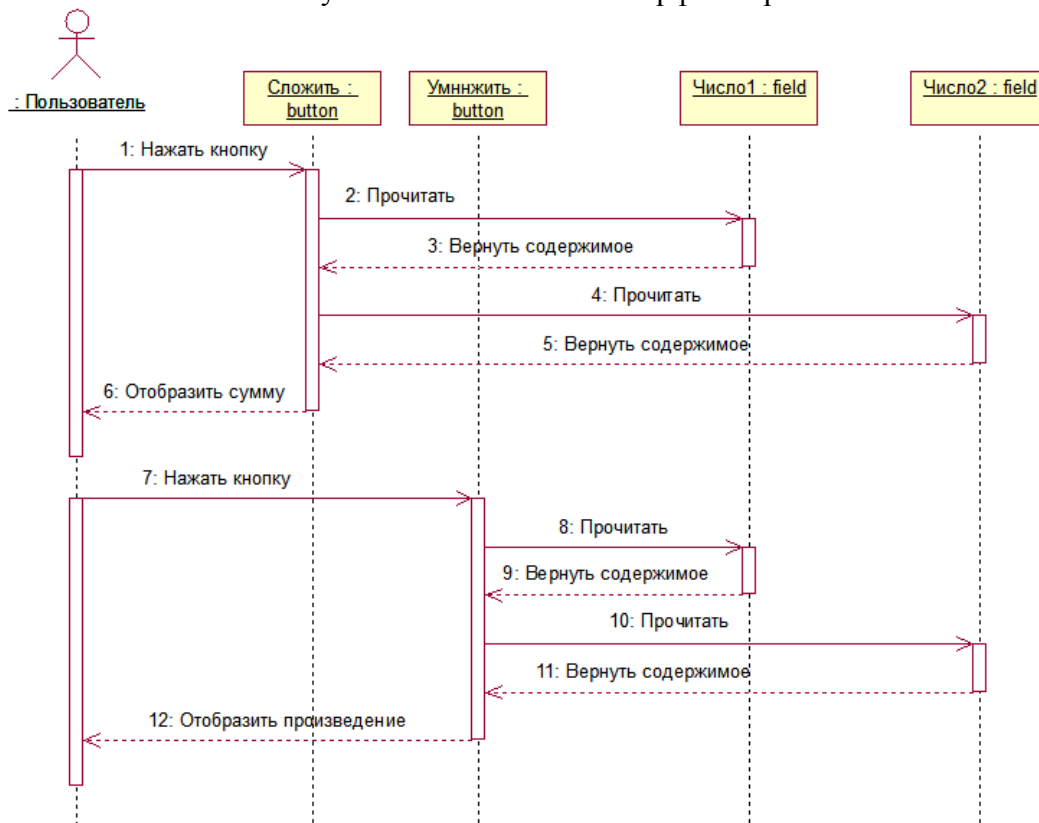 : Пользователь
Сложить :
button
Умннжить :
button
Число1 : field
Число2 : field
1: Нажать кнопку
2: Прочитать
3: Вернуть содержимое
4: Прочитать
5: Вернуть содержимое
6: Отобразить сумму
7: Нажать кнопку
8: Прочитать
9: Вернуть содержимое
10: Прочитать
11: Вернуть содержимое
12: Отобразить произведение